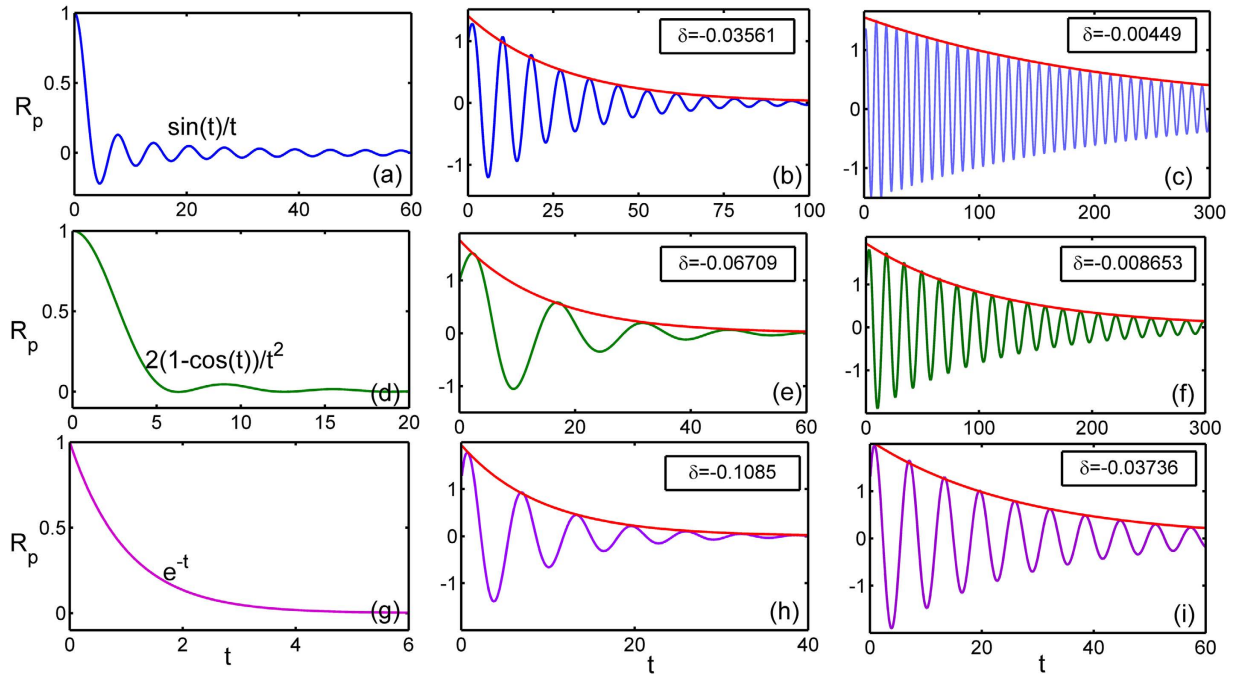 R_p
1
0.5
0
sin(t)/t
(a)
0
20
40
60
1
0
-1
δ=-0.03561
(b)
0
25
50
75
100
1
0
-1
δ=-0.00449
(c)
0
100
200
300
R_p
1
0.5
0
2(1-cos(t))/t^2
(d)
0
5
10
15
20
1
0
-1
δ=-0.06709
(e)
0
20
40
60
1
0
-1
δ=-0.008653
(f)
0
100
200
300
R_p
1
0.5
0
e^-t
(g)
0
2
4
6
t
1
0
-1
δ=-0.1085
(h)
0
20
40
t
1
0
-1
δ=-0.03736
(i)
0
20
40
60
t